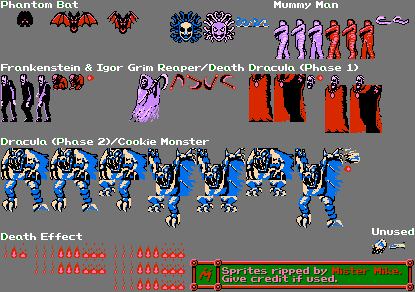 Phantom Bat
Mummy Man
Frankenstein & Igor Grim Reaper/Death Dracula (Phase 1)
Dracula (Phase 2)/Cookie Monster
Death Effect
Unused
Sprites ripped by Mister Mike.
Give credit if used.